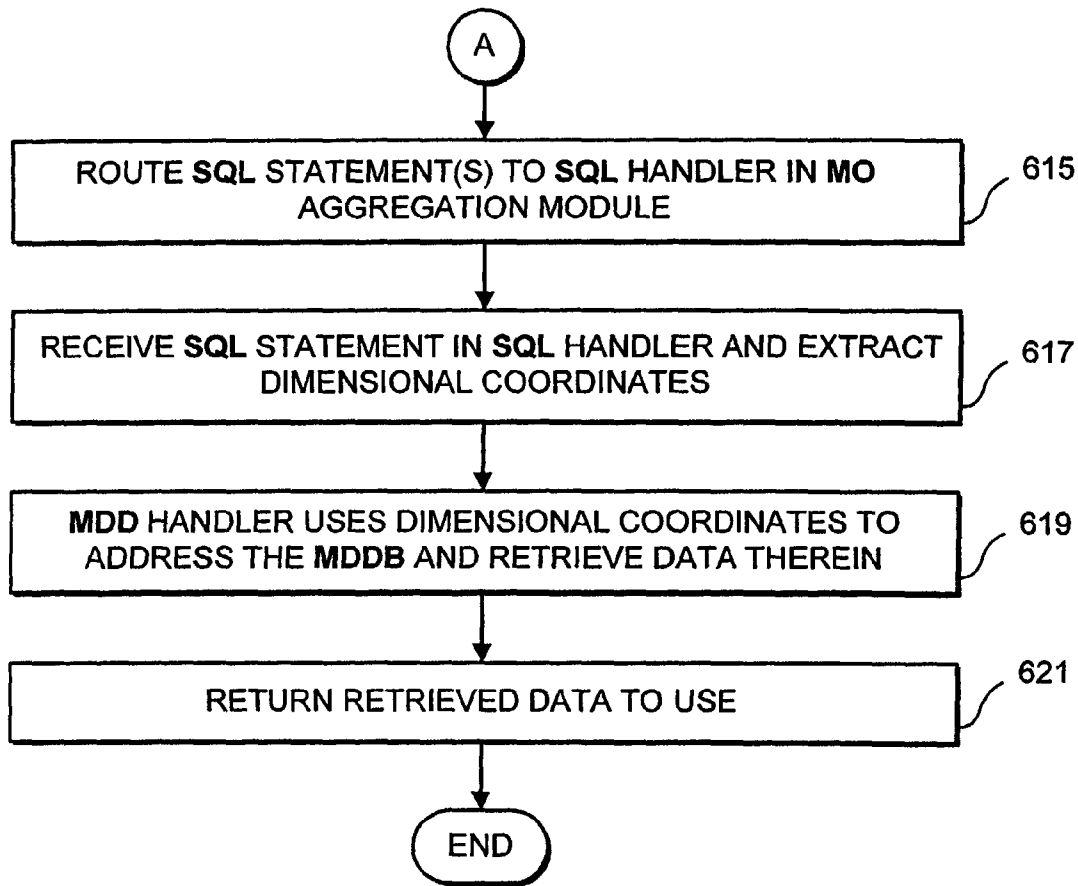 A
ROUTE SQL STATEMENT(S) TO SQL HANDLER IN MO
AGGREGATION MODULE
615
RECEIVE SQL STATEMENT IN SQL HANDLER AND EXTRACT
DIMENSIONAL COORDINATES
617
MDD HANDLER USES DIMENSIONAL COORDINATES TO
ADDRESS THE MDDB AND RETRIEVE DATA THEREIN
619
RETURN RETRIEVED DATA TO USE
621
END